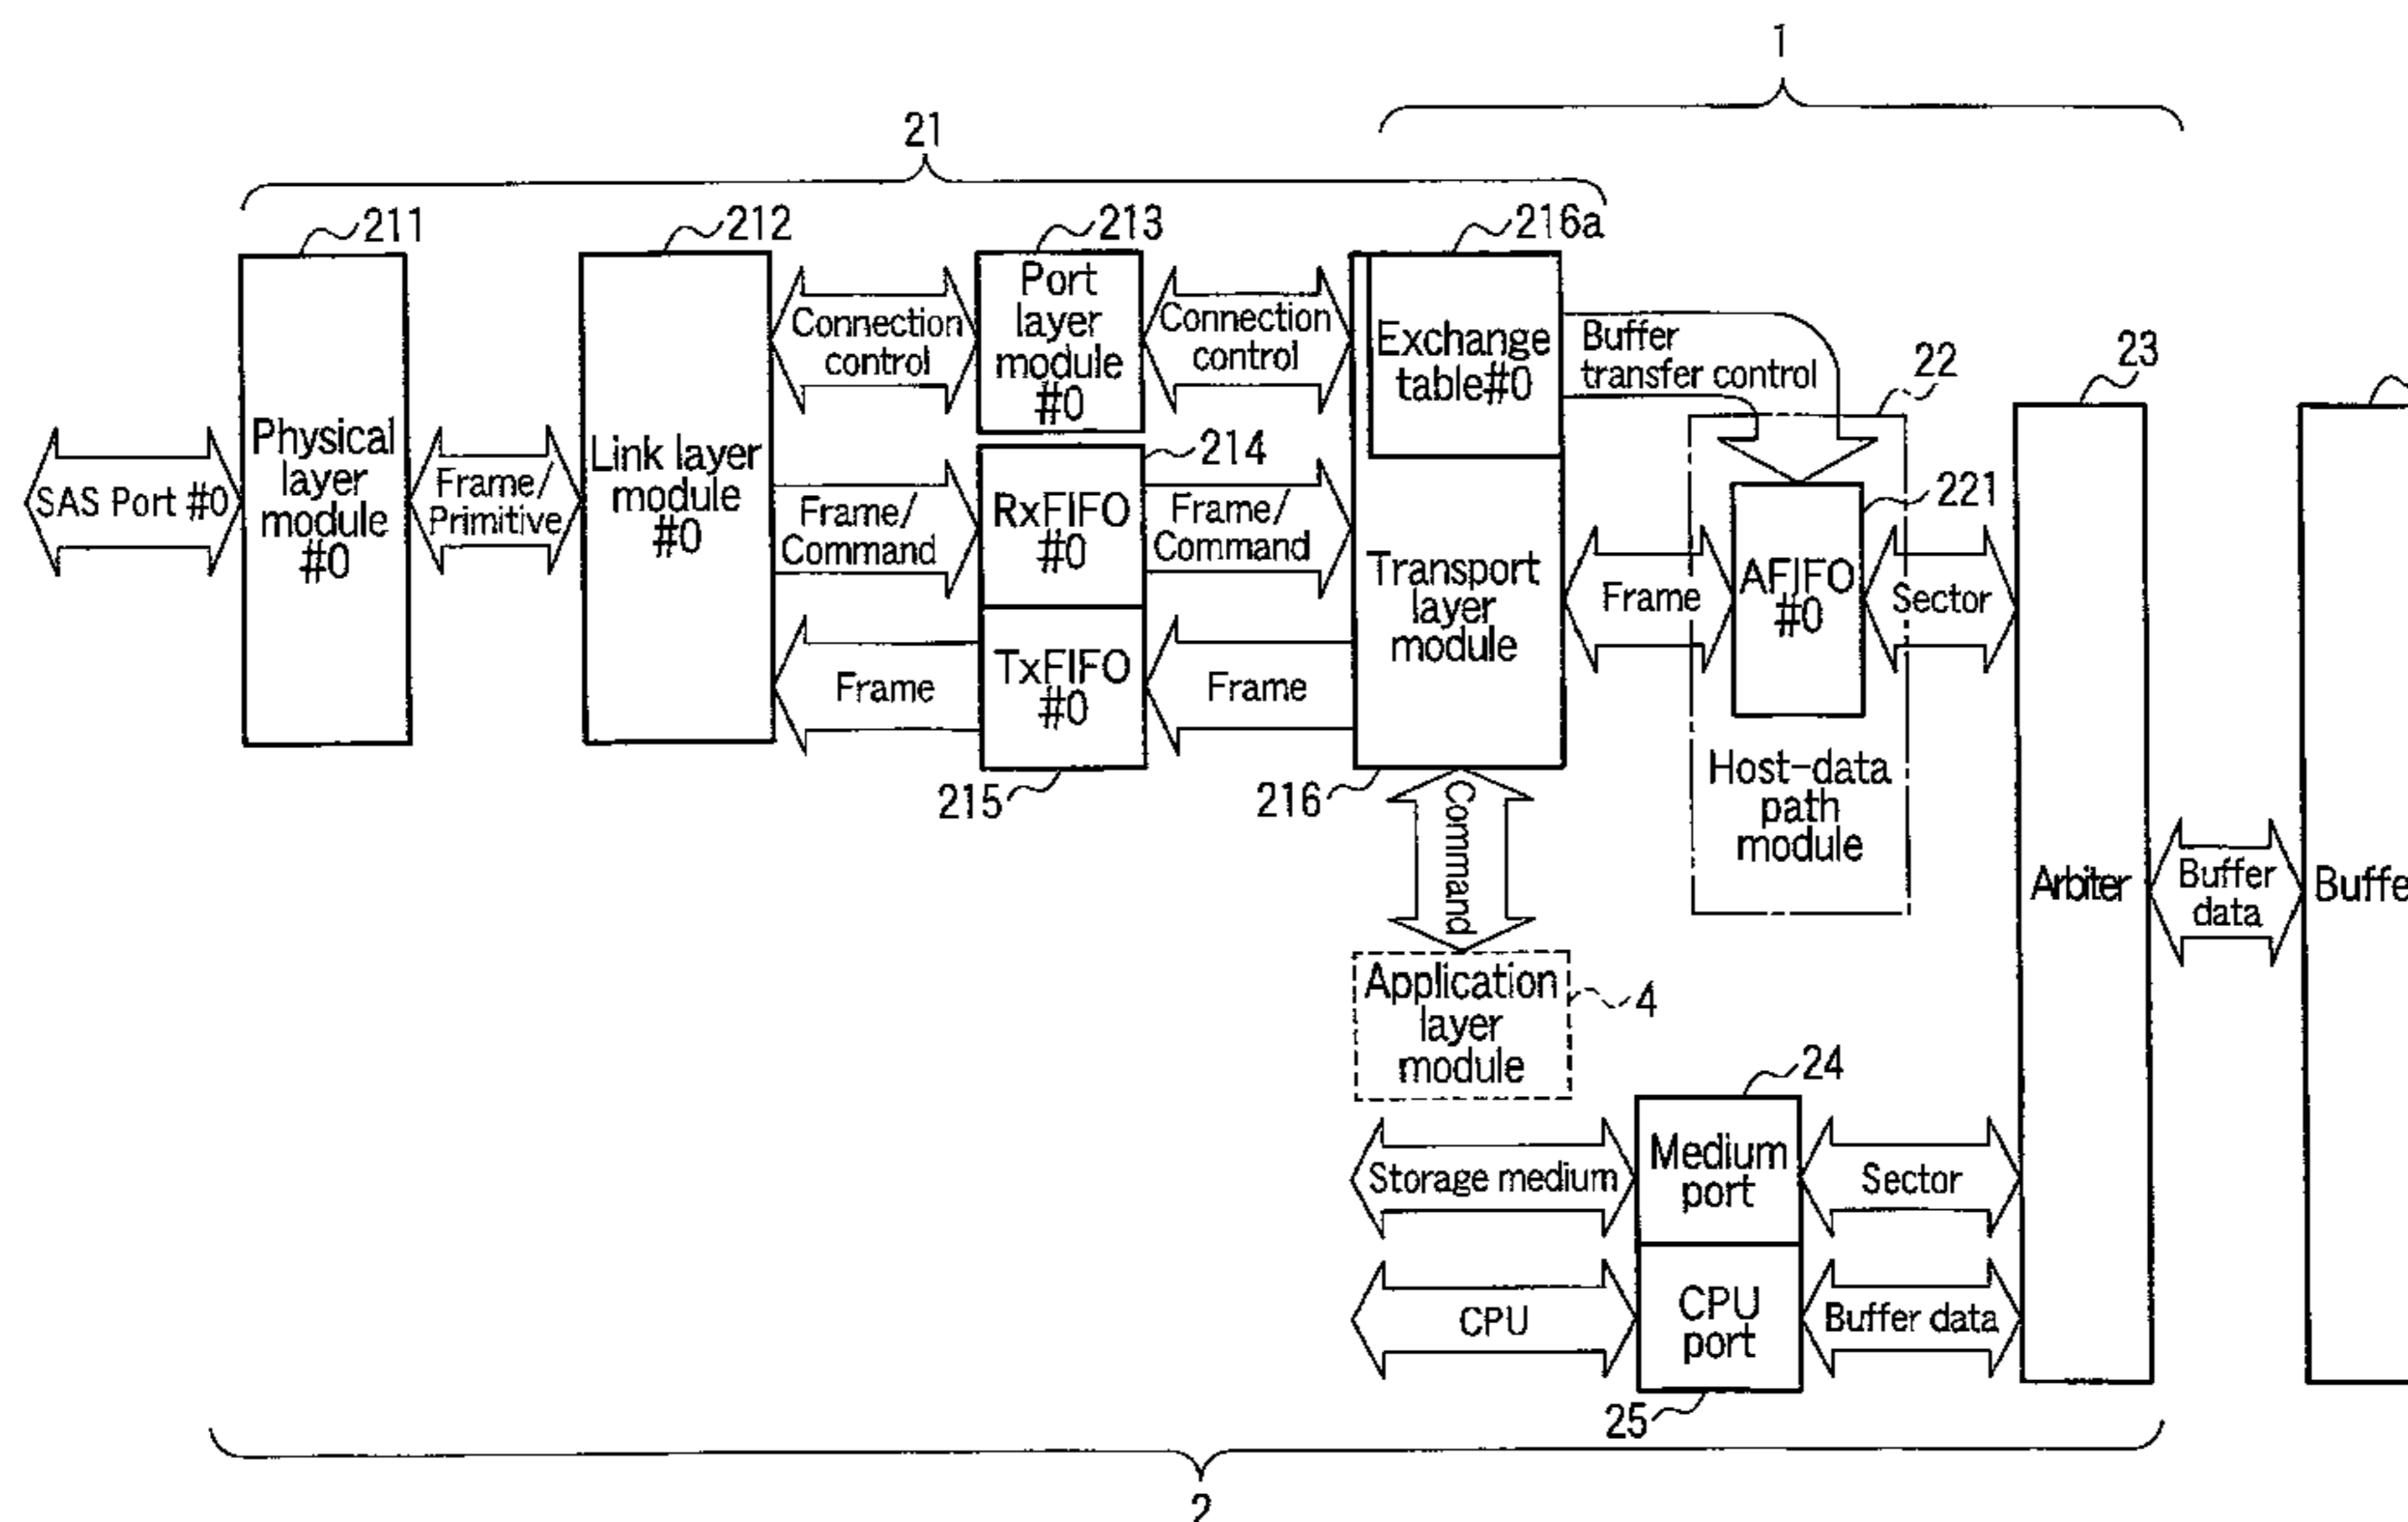 1
21
211
212
213
216a
Port
layer
module
#0
Connection
control
Connection
control
Exchange
table#0
Buffer
transfer control
22
23
SAS Port #0
Physical
layer
module
#0
Frame/
Primitive
Link layer
module
#0
Frame/
Command
214
RxFIFO
#0
Frame/
Command
Transport
layer
module
Frame
221
AFIFO
#0
Sector
Frame
TxFIFO
#0
Frame
215
216
Command
Host-data
path
module
Arbiter
Buffer
data
Application
layer
module
4
24
Storage medium
Medium
port
Sector
CPU
CPU
port
Buffer data
25
2